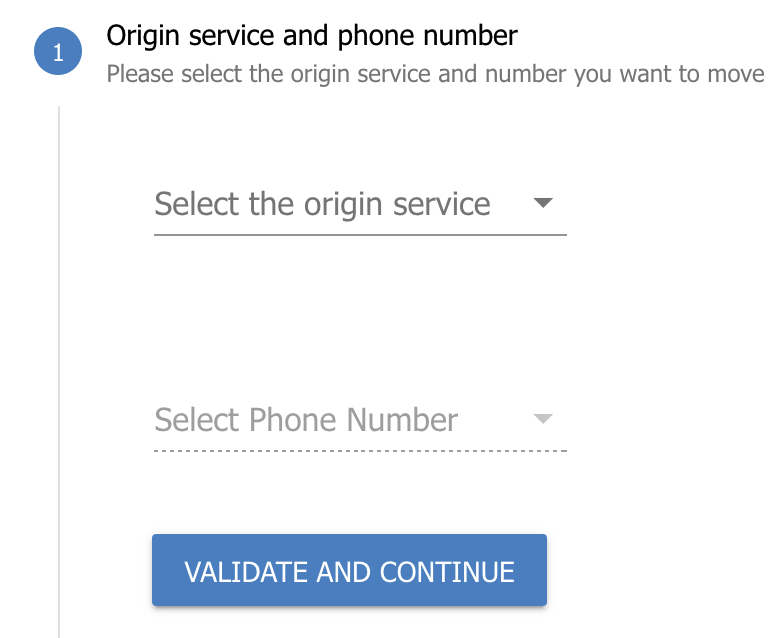 1
Origin service and phone number
Please select the origin service and number you want to move
Select the origin service
Select Phone Number
VALIDATE AND CONTINUE